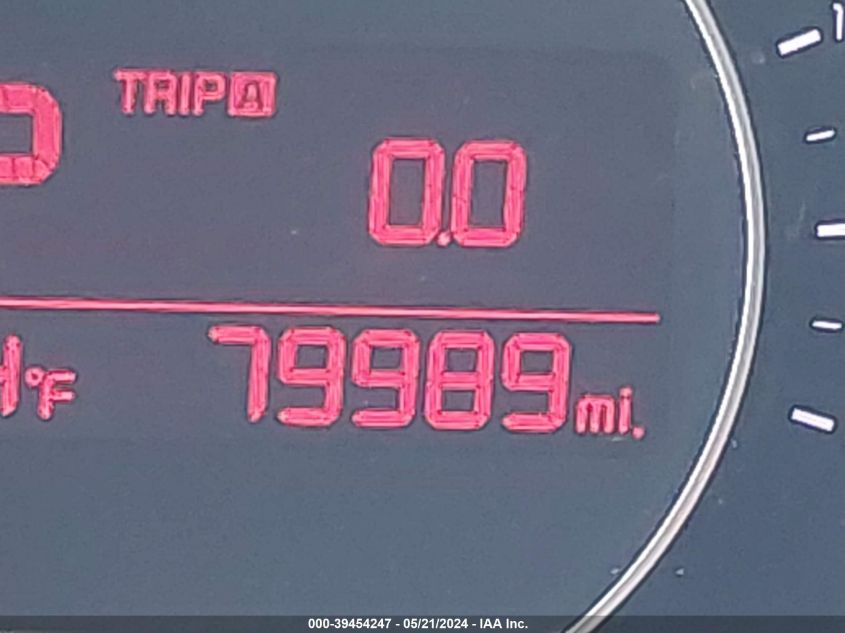 TRIP A
0.0
°F 79989 mi.
000-39454247 - 05/21/2024 - IAA Inc.